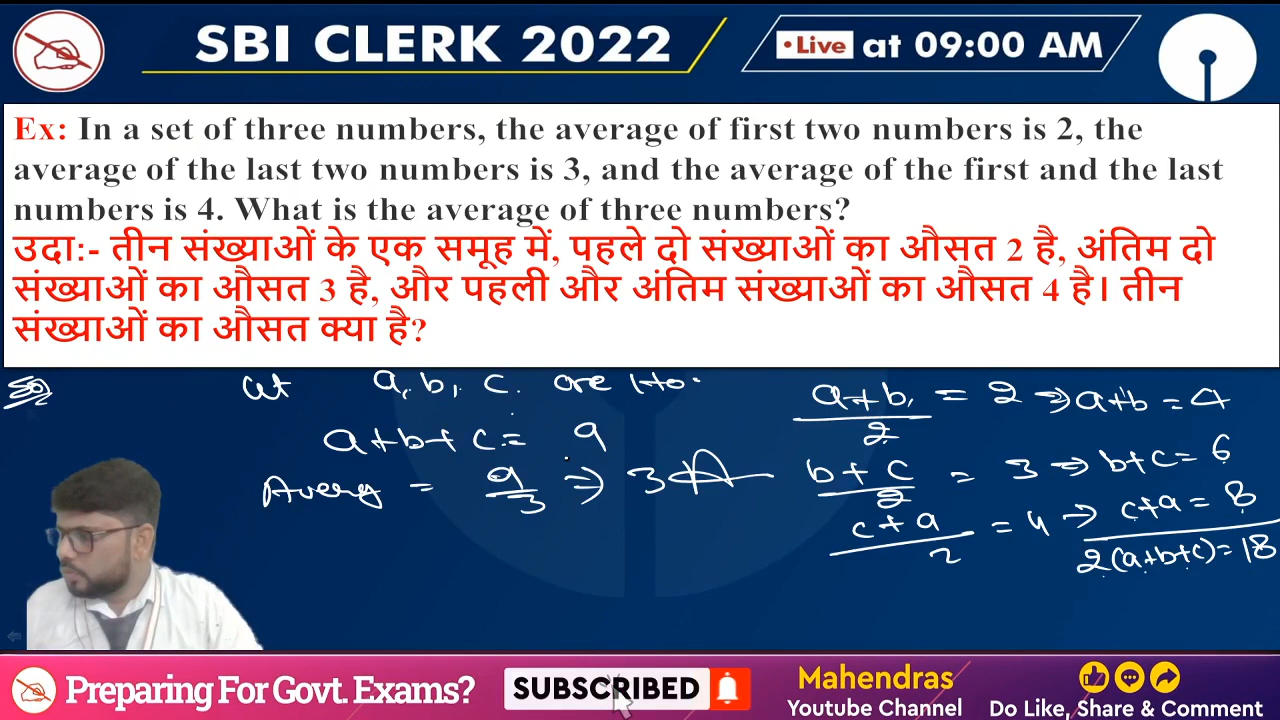 SBI CLERK 2022
•Live at 09:00 AM
Ex: In a set of three numbers, the average of first two numbers is 2, the
average of the last two numbers is 3, and the average of the first and the last
numbers is 4. What is the average of three numbers?
उदा:- तीन संख्याओं के एक समूह में, पहले दो संख्याओं का औसत 2 है, अंतिम दो
संख्याओं का औसत 3 है, और पहली और अंतिम संख्याओं का औसत 4 है। तीन
संख्याओं का औसत क्या है?
a, b, c. are
a+b+c = 9
= 9/3 => 3
a+b/2 = 2 => a+b = 4
b+c/2 = 3 => b+c = 6
c+a/2 = 4 => c+a = 8
2(a+b+c) = 18
Preparing For Govt. Exams?
SUBSCRIBED
Mahendras
Youtube Channel
Do Like, Share & Comment